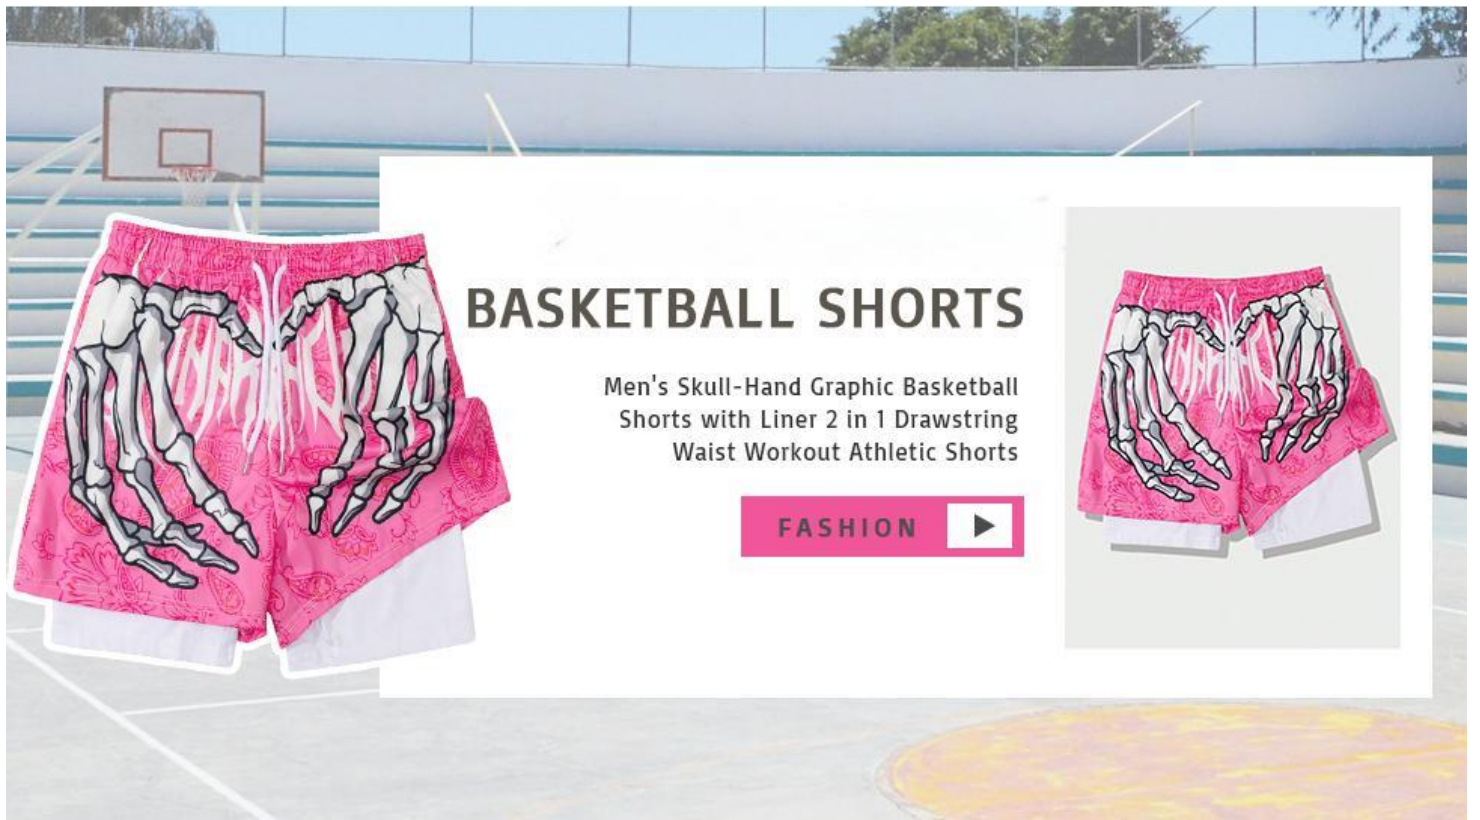 BASKETBALL SHORTS
Men's Skull-Hand Graphic Basketball
Shorts with Liner 2 in 1 Drawstring
Waist Workout Athletic Shorts
FASHION